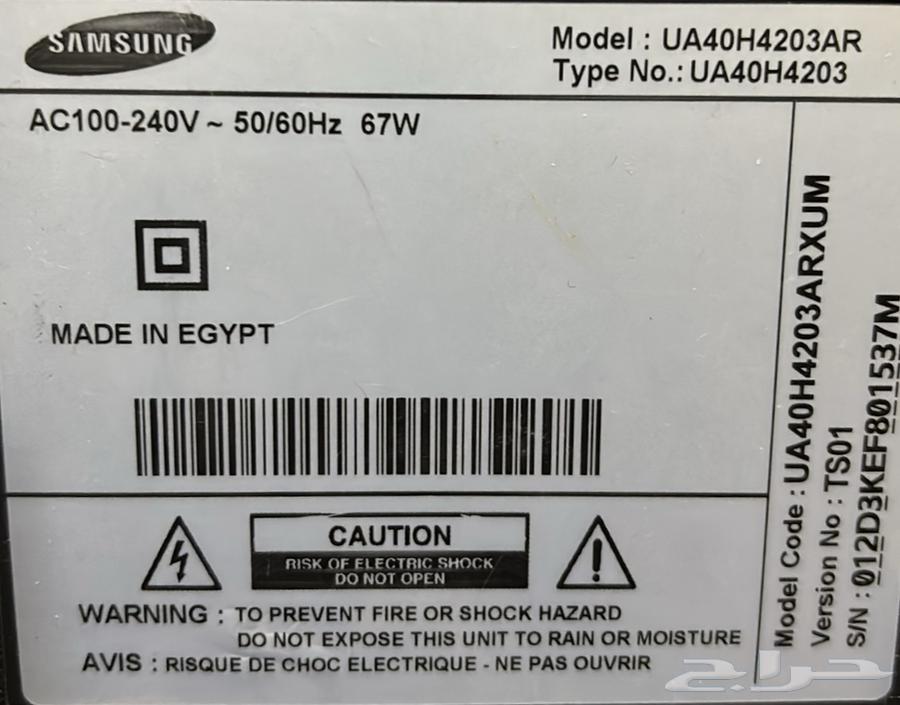 SAMSUNG
Model : UA40H4203AR
Type No.: UA40H4203
AC100-240V ~ 50/60Hz 67W
MADE IN EGYPT
Model Code : UA40H4203ARXUM
Version No : TS01
S/N : 012D3KEF801537M
CAUTION
RISK OF ELECTRIC SHOCK
DO NOT OPEN
WARNING : TO PREVENT FIRE OR SHOCK HAZARD
DO NOT EXPOSE THIS UNIT TO RAIN OR MOISTURE
AVIS : RISQUE DE CHOC ELECTRIQUE - NE PAS OUVRIR
حراج